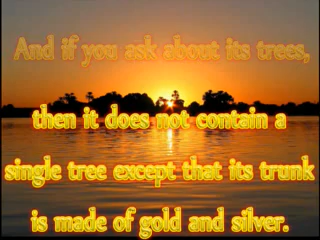 And if you ask about its trees,
then it does not contain a
single tree except that its trunk
is made of gold and silver.